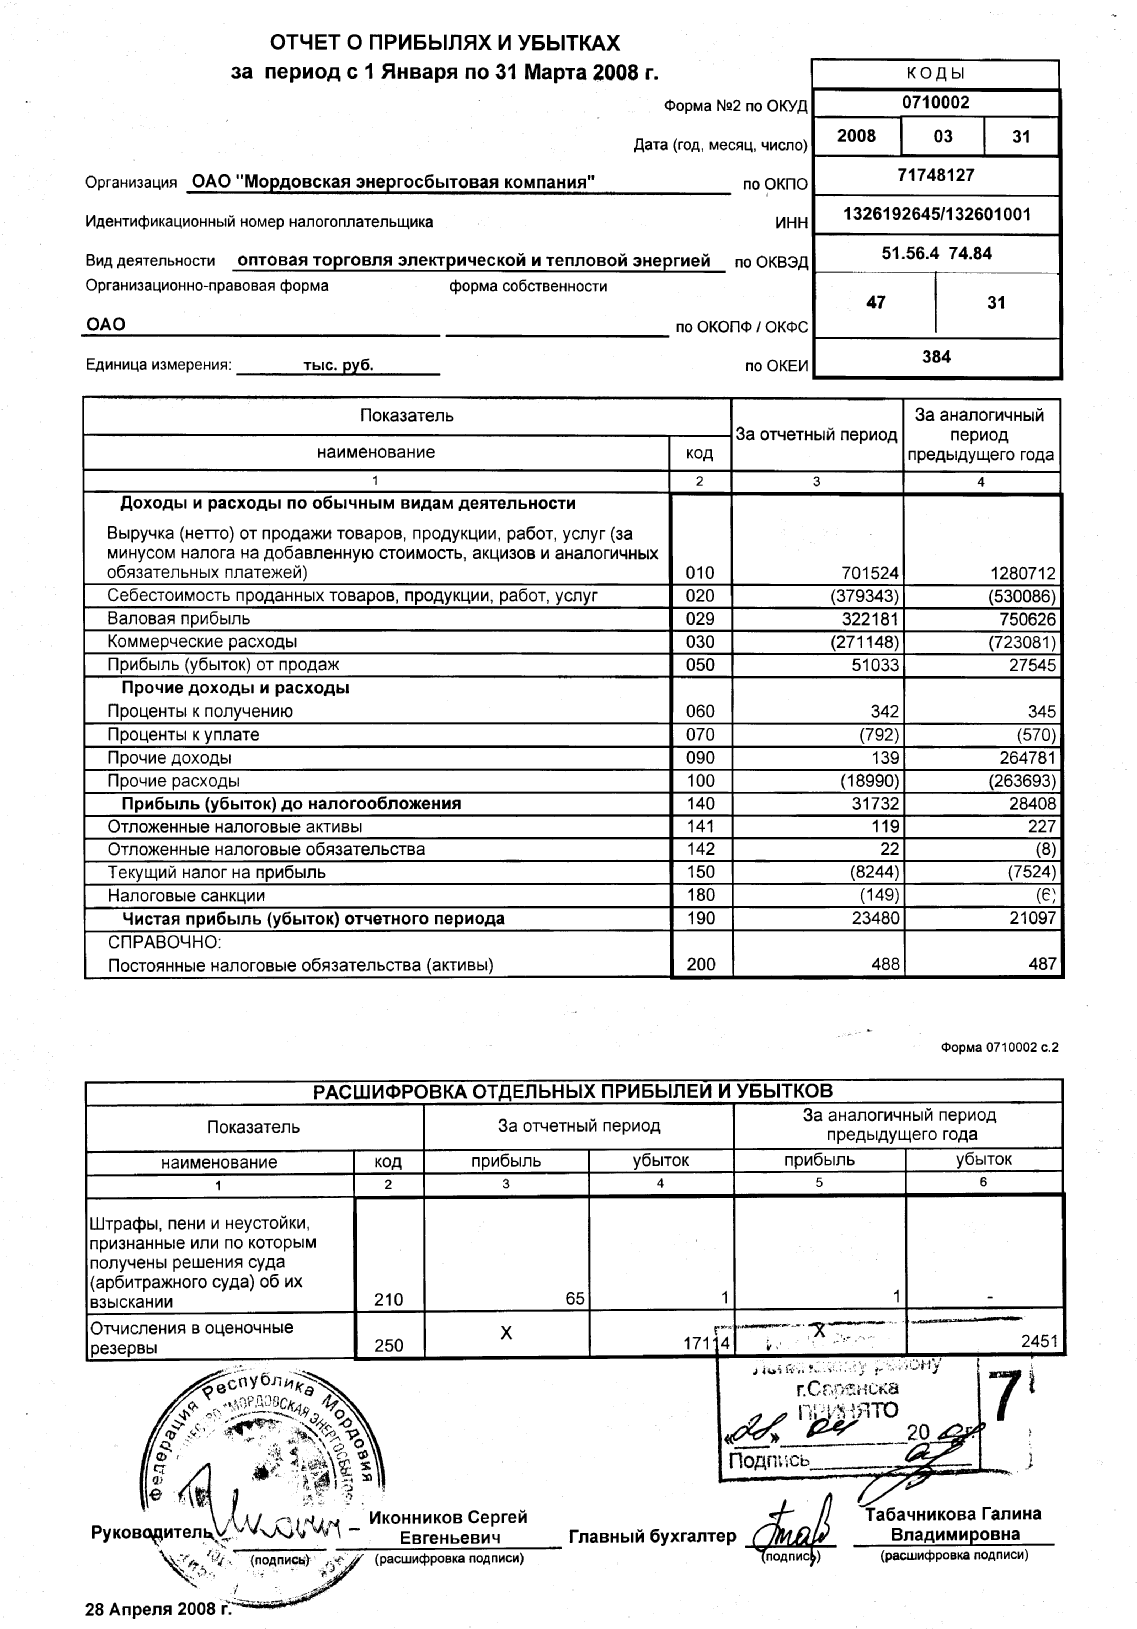 ОТЧЕТ О ПРИБЫЛЯХ И УБЫТКАХ
за период с 1 Января по 31 Марта 2008 г.
КОДЫ
Форма №2 по ОКУД 0710002
Дата (год, месяц, число) 2008 03 31
Организация ОАО "Мордовская энергосбытовая компания" по ОКПО 71748127
Идентификационный номер налогоплательщика ИНН 1326192645/132601001
Вид деятельности оптовая торговля электрической и тепловой энергией по ОКВЭД 51.56.4 74.84
Организационно-правовая форма форма собственности
47 31
ОАО по ОКОПФ / ОКФС
Единица измерения: тыс. руб. по ОКЕИ 384
Показатель За отчетный период За аналогичный период предыдущего года
наименование код
1 2 3 4
Доходы и расходы по обычным видам деятельности
Выручка (нетто) от продажи товаров, продукции, работ, услуг (за
минусом налога на добавленную стоимость, акцизов и аналогичных
обязательных платежей) 010 701524 1280712
Себестоимость проданных товаров, продукции, работ, услуг 020 (379343) (530086)
Валовая прибыль 029 322181 750626
Коммерческие расходы 030 (271148) (723081)
Прибыль (убыток) от продаж 050 51033 27545
Прочие доходы и расходы
Проценты к получению 060 342 345
Проценты к уплате 070 (792) (570)
Прочие доходы 090 139 264781
Прочие расходы 100 (18990) (263693)
Прибыль (убыток) до налогообложения 140 31732 28408
Отложенные налоговые активы 141 119 227
Отложенные налоговые обязательства 142 22 (8)
Текущий налог на прибыль 150 (8244) (7524)
Налоговые санкции 180 (149) (6)
Чистая прибыль (убыток) отчетного периода 190 23480 21097
СПРАВОЧНО:
Постоянные налоговые обязательства (активы) 200 488 487
Форма 0710002 с.2
РАСШИФРОВКА ОТДЕЛЬНЫХ ПРИБЫЛЕЙ И УБЫТКОВ
Показатель За отчетный период За аналогичный период предыдущего года
наименование код прибыль убыток прибыль убыток
1 2 3 4 5 6
Штрафы, пени и неустойки,
признанные или по которым
получены решения суда
(арбитражного суда) об их
взыскании 210 65 1 1 -
Отчисления в оценочные
резервы 250 X 17114 X 2451
району
г.Саранска
ПРИНЯТО
«28» 04 20 08 г.
Подпись
7
Федерация Республика Мордовия
"МОРДОВСКАЯ ЭНЕРГОСБЫТОВ
Руководитель Иконников Сергей Евгеньевич Главный бухгалтер Табачникова Галина Владимировна
(подпись) (расшифровка подписи) (подпись) (расшифровка подписи)
28 Апреля 2008 г.